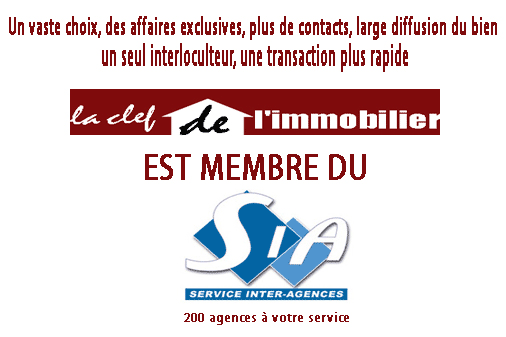 Un vaste choix, des affaires exclusives, plus de contacts, large diffusion du bien
un seul interloculteur, une transaction plus rapide
la clef de l'immobilier
EST MEMBRE DU
SIA
SERVICE INTER-AGENCES
200 agences à votre service